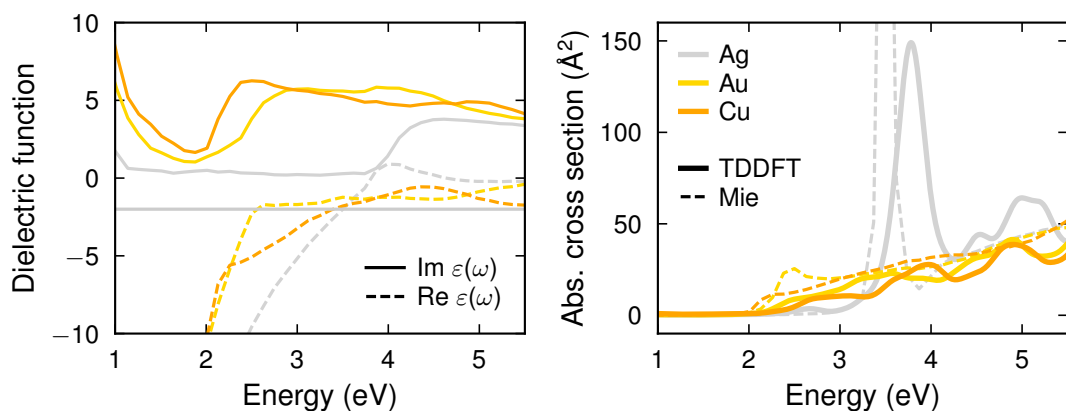 Dielectric function
10
5
0
−5
−10
1
2
3
4
5
Energy (eV)
Im ε(ω)
Re ε(ω)
Abs. cross section (Å²)
150
100
50
0
1
2
3
4
5
Energy (eV)
Ag
Au
Cu
TDDFT
Mie